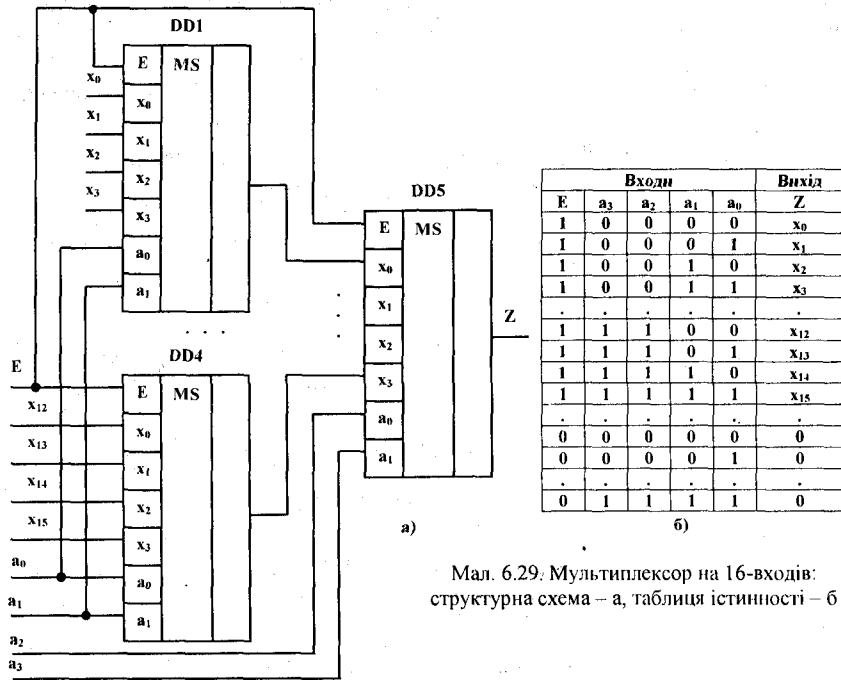 DD1
E MS
x₀
x₀
x₁
x₁
x₂
x₂
x₃
x₃
a₀
a₁
. . .
DD4
E
E MS
x₁₂
x₀
x₁₃
x₁
x₁₄
x₂
x₁₅
x₃
a₀
a₀
a₁
a₁
a₂
a₃
DD5
E MS
x₀
x₁
x₂
x₃
a₀
a₁
Z
а)
Входи Вихід
E a₃ a₂ a₁ a₀ Z
1 0 0 0 0 x₀
1 0 0 0 1 x₁
1 0 0 1 0 x₂
1 0 0 1 1 x₃
. . . . . .
1 1 1 0 0 x₁₂
1 1 1 0 1 x₁₃
1 1 1 1 0 x₁₄
1 1 1 1 1 x₁₅
. . . . . .
0 0 0 0 0 0
0 0 0 0 1 0
. . . . . .
0 1 1 1 1 0
б)
Мал. 6.29. Мультиплексор на 16-входів:
структурна схема – а, таблиця істинності – б